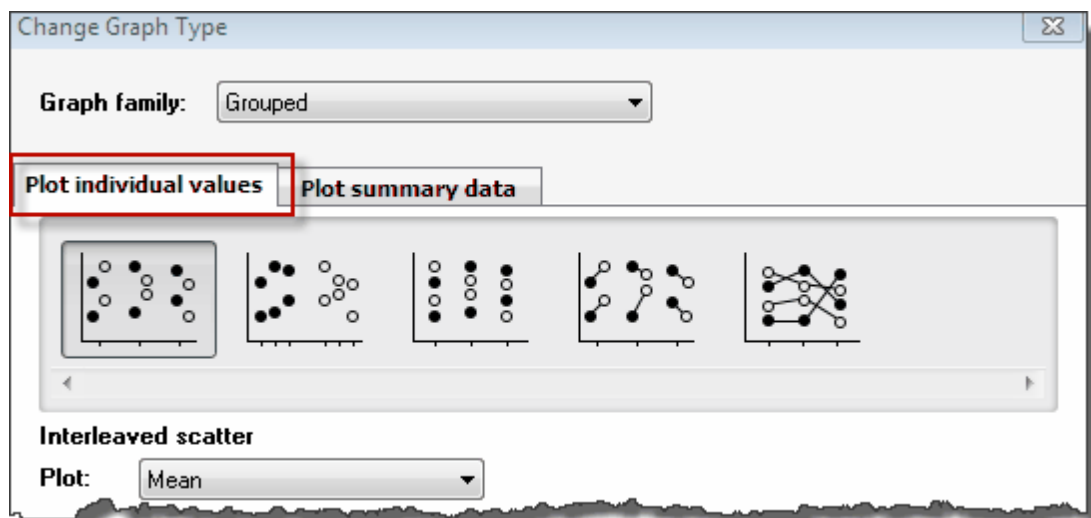 Change Graph Type
Graph family: Grouped
Plot individual values Plot summary data
Interleaved scatter
Plot: Mean